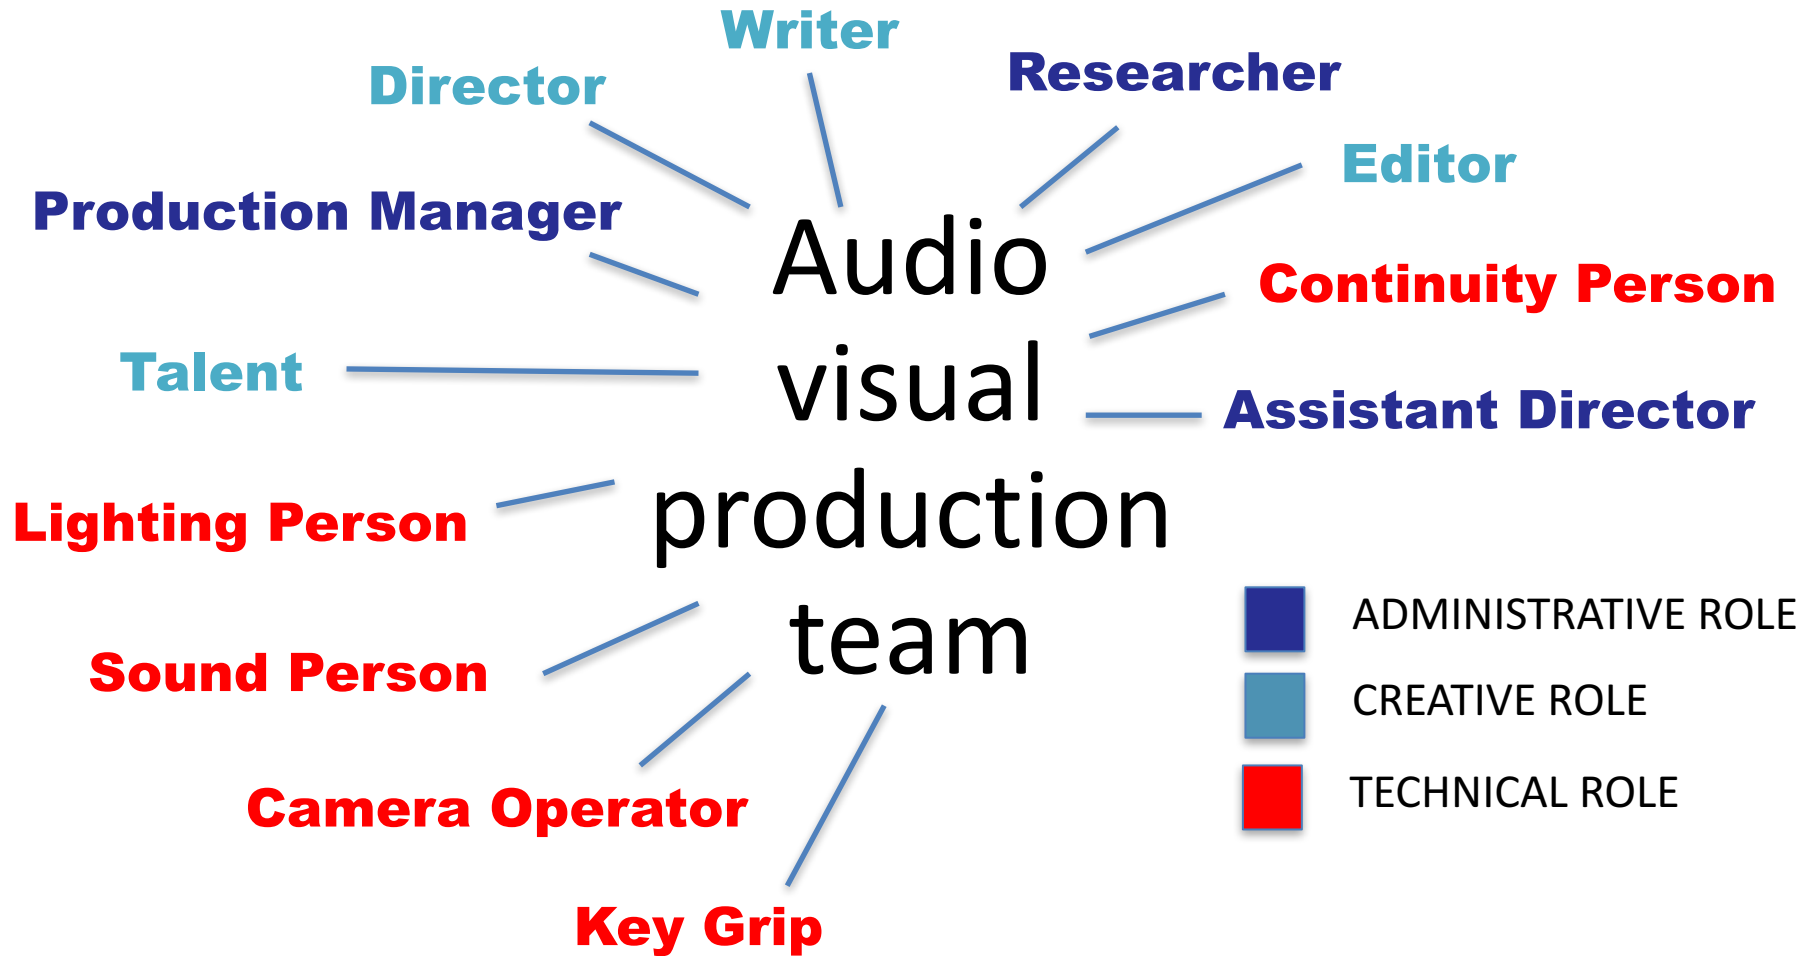 Writer
Director
Researcher
Editor
Production Manager
Audio
visual
production
team
Continuity Person
Talent
Assistant Director
Lighting Person
Sound Person
Camera Operator
Key Grip
ADMINISTRATIVE ROLE
CREATIVE ROLE
TECHNICAL ROLE